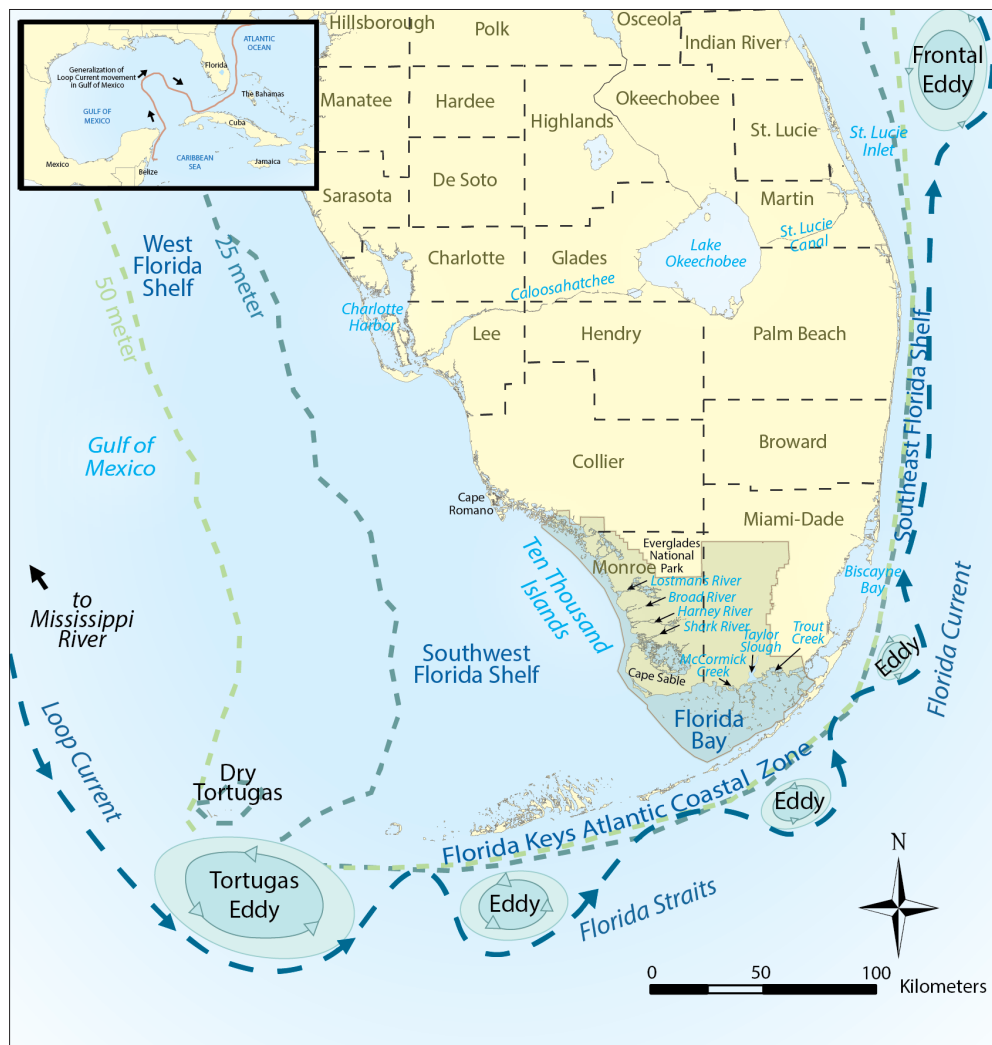 ATLANTIC
OCEAN
Generalization of
Loop Current movement
in Gulf of Mexico
Florida
GULF OF
MEXICO
The Bahamas
Cuba
Mexico
Belize
CARIBBEAN
SEA
Jamaica
Hillsborough
Polk
Osceola
Indian River
Frontal
Eddy
Manatee
Hardee
Highlands
Okeechobee
St. Lucie
St. Lucie
Inlet
Sarasota
De Soto
Martin
St. Lucie
Canal
West
Florida
Shelf
25 meter
50 meter
Charlotte
Glades
Lake
Okeechobee
Caloosahatchee
Charlotte
Harbor
Lee
Hendry
Palm Beach
Southeast Florida Shelf
Gulf of
Mexico
Collier
Broward
Cape
Romano
Miami-Dade
Everglades
National
Park
Monroe
Ten Thousand
Islands
Lostmans River
Broad River
Harney River
Shark River
Biscayne
Bay
Taylor
Slough
Trout
Creek
McCormick
Creek
Cape Sable
to
Mississippi
River
Southwest
Florida Shelf
Florida
Bay
Eddy
Florida Current
Loop Current
Dry
Tortugas
Florida Keys Atlantic Coastal Zone
Eddy
Tortugas
Eddy
Eddy
Florida Straits
N
0 50 100
Kilometers